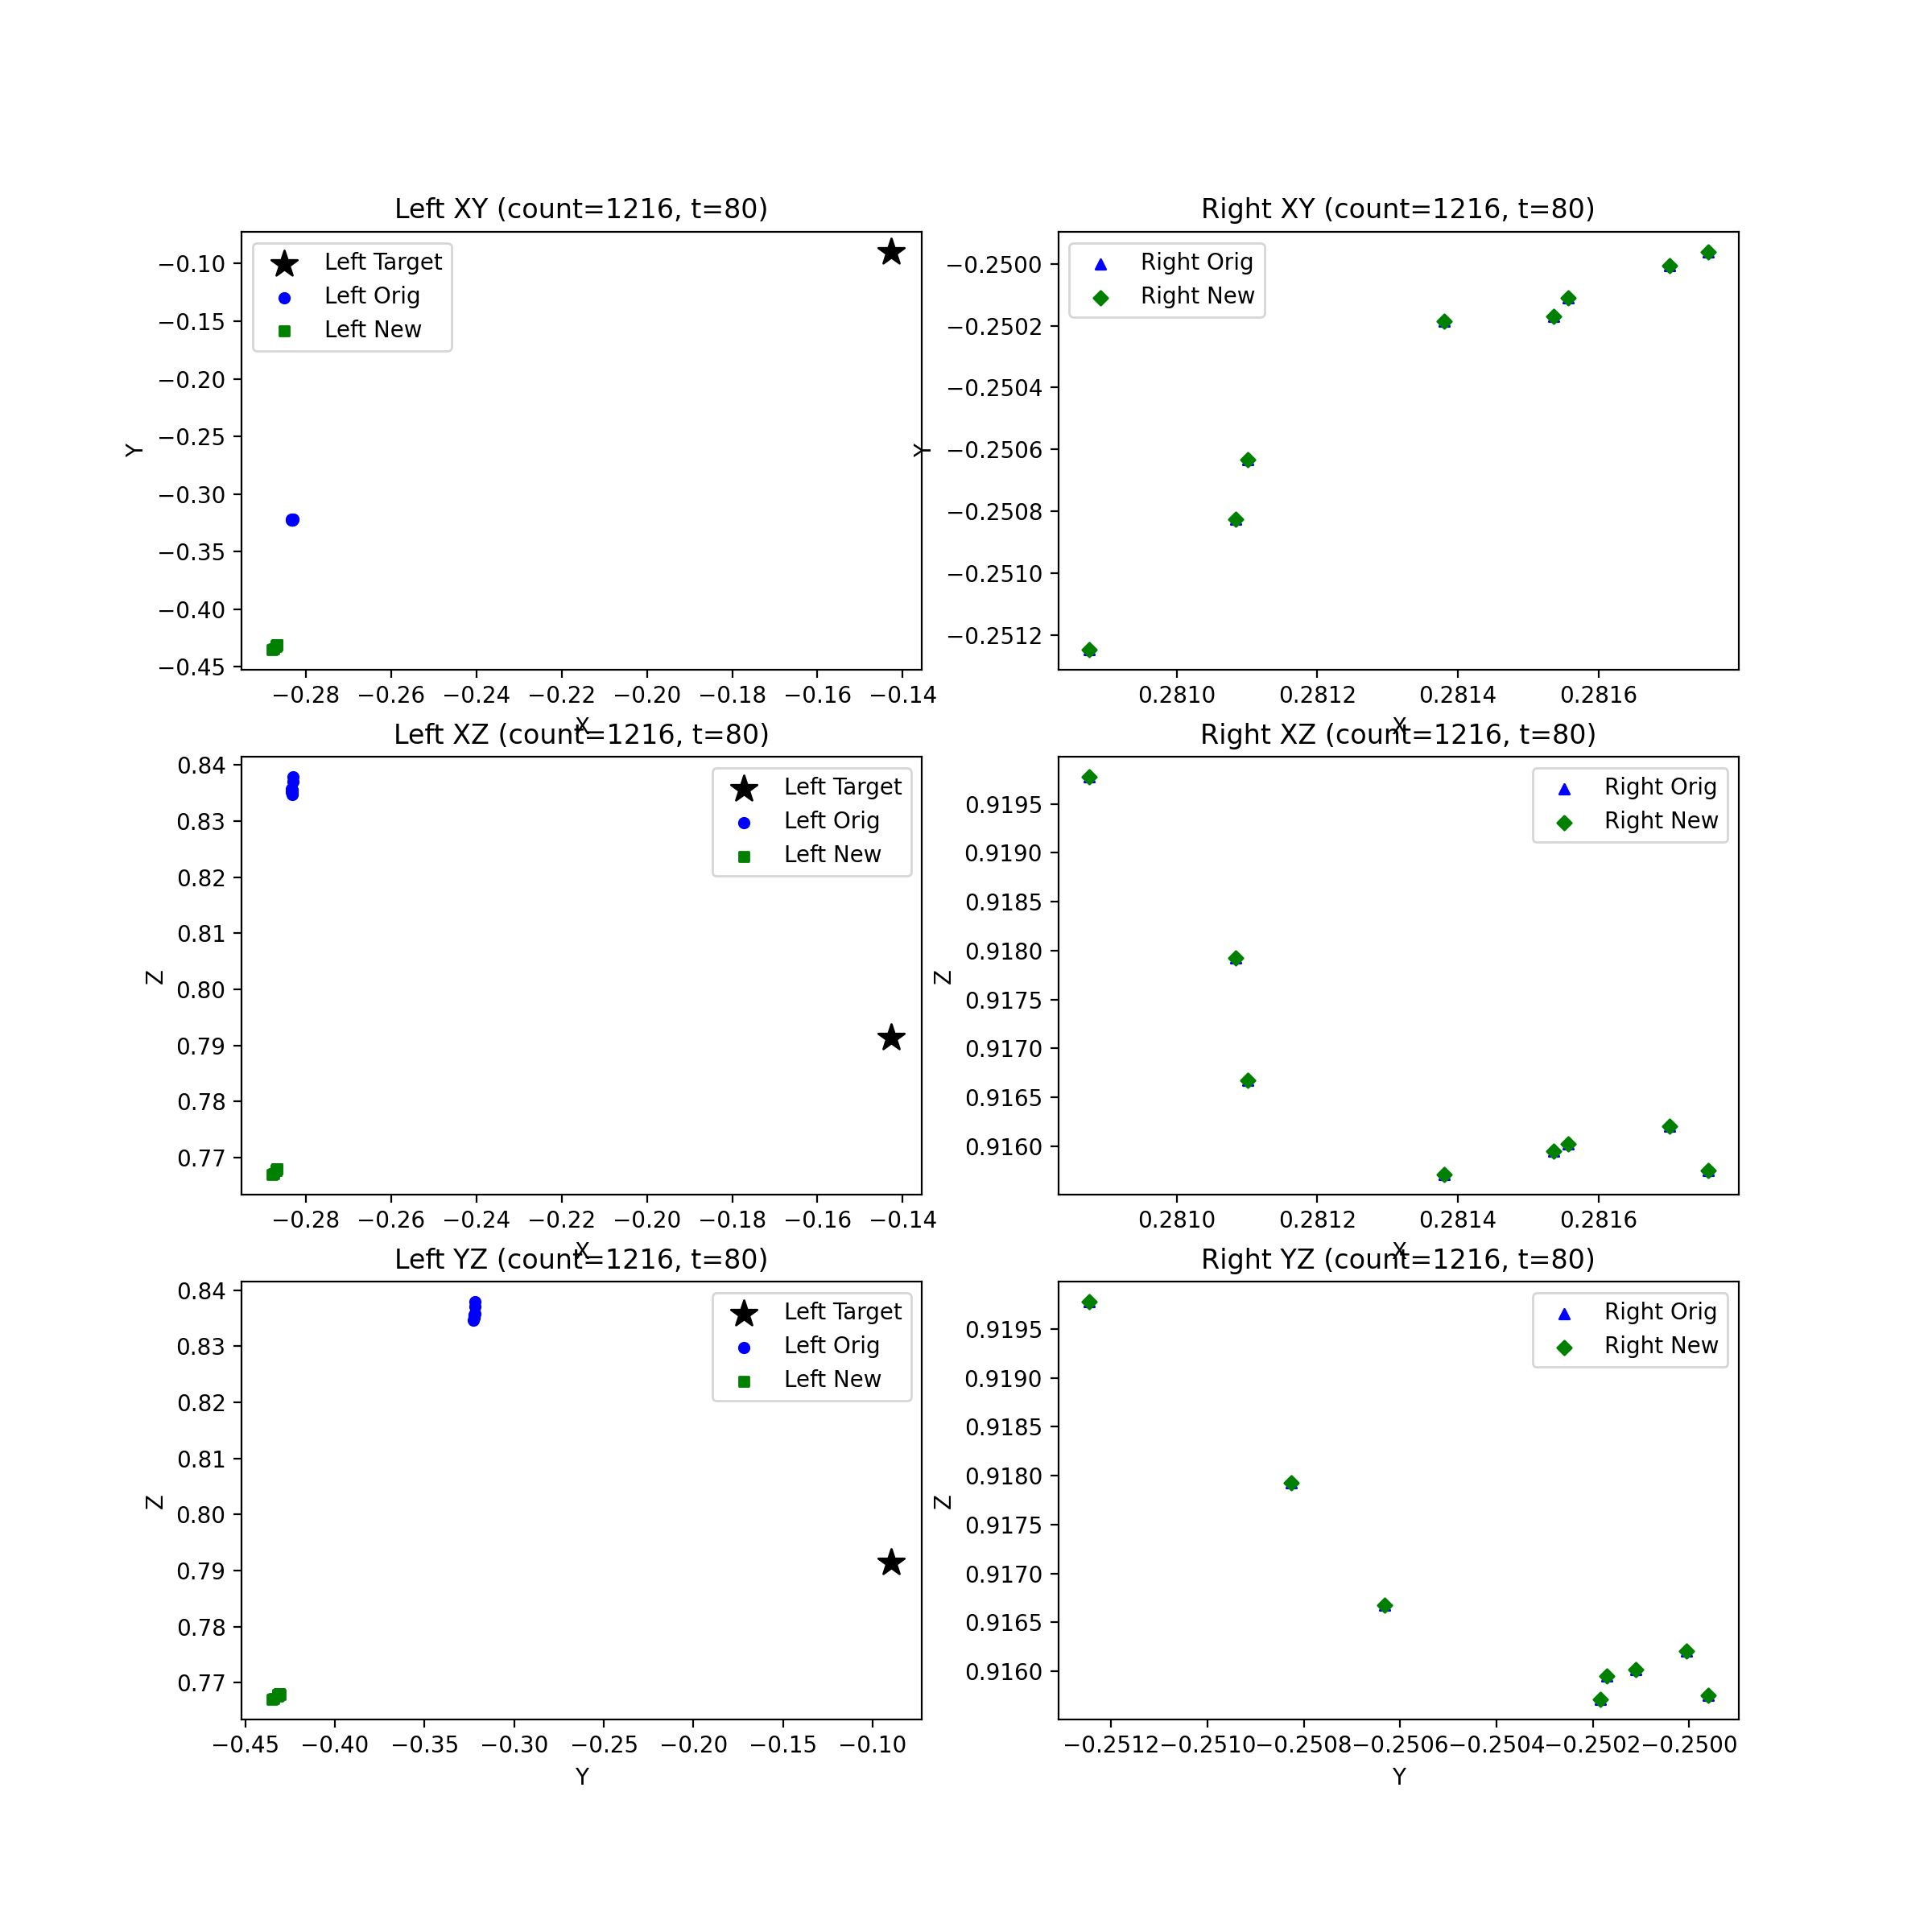 Left XY (count=1216, t=80)
Left Target
Left Orig
Left New
−0.10
−0.15
−0.20
−0.25
−0.30
−0.35
−0.40
−0.45
Y
−0.28 −0.26 −0.24 −0.22 −0.20 −0.18 −0.16 −0.14
X
Right XY (count=1216, t=80)
Right Orig
Right New
−0.2500
−0.2502
−0.2504
−0.2506
−0.2508
−0.2510
−0.2512
Y
0.2810 0.2812 0.2814 0.2816
X
Left XZ (count=1216, t=80)
Left Target
Left Orig
Left New
0.84
0.83
0.82
0.81
0.80
0.79
0.78
0.77
Z
−0.28 −0.26 −0.24 −0.22 −0.20 −0.18 −0.16 −0.14
X
Right XZ (count=1216, t=80)
Right Orig
Right New
0.9195
0.9190
0.9185
0.9180
0.9175
0.9170
0.9165
0.9160
Z
0.2810 0.2812 0.2814 0.2816
X
Left YZ (count=1216, t=80)
Left Target
Left Orig
Left New
0.84
0.83
0.82
0.81
0.80
0.79
0.78
0.77
Z
−0.45 −0.40 −0.35 −0.30 −0.25 −0.20 −0.15 −0.10
Y
Right YZ (count=1216, t=80)
Right Orig
Right New
0.9195
0.9190
0.9185
0.9180
0.9175
0.9170
0.9165
0.9160
Z
−0.2512 −0.2510 −0.2508 −0.2506 −0.2504 −0.2502 −0.2500
Y